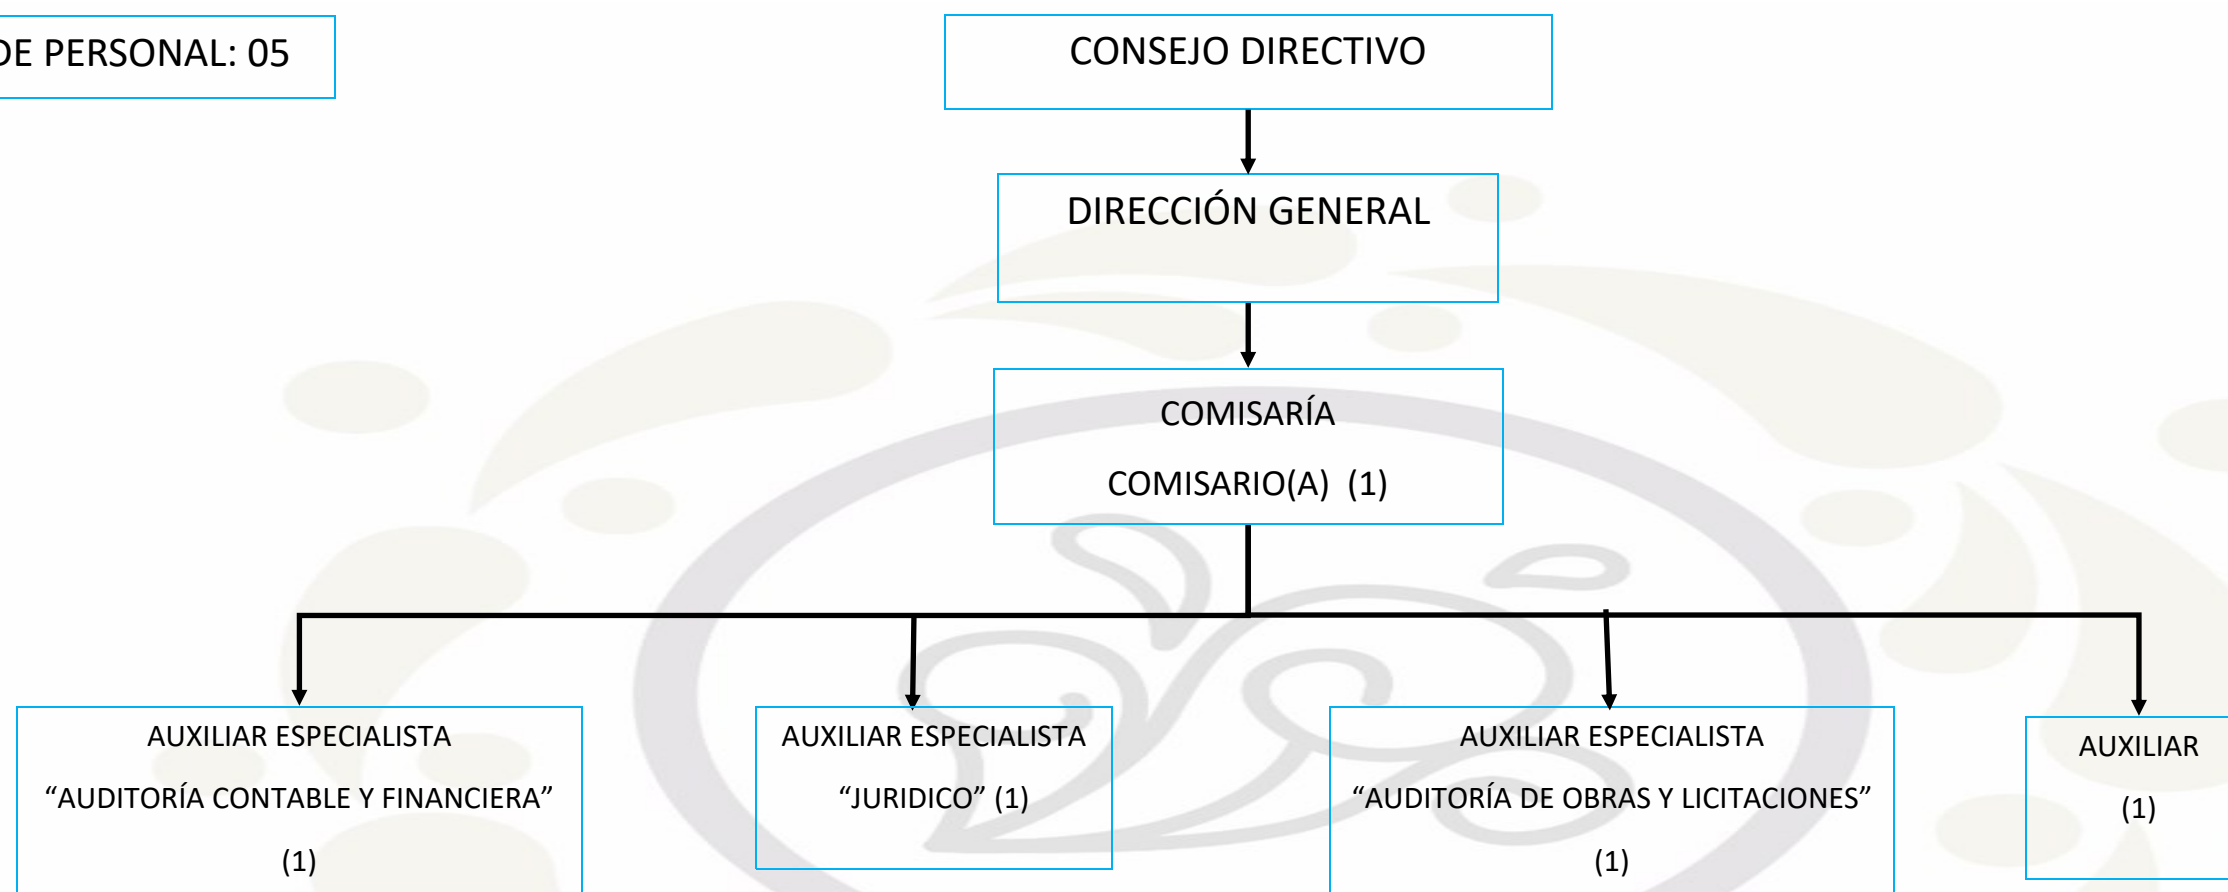 DE PERSONAL: 05
CONSEJO DIRECTIVO
DIRECCIÓN GENERAL
COMISARÍA
COMISARIO(A) (1)
AUXILIAR ESPECIALISTA
“AUDITORÍA CONTABLE Y FINANCIERA”
(1)
AUXILIAR ESPECIALISTA
“JURIDICO” (1)
AUXILIAR ESPECIALISTA
“AUDITORÍA DE OBRAS Y LICITACIONES”
(1)
AUXILIAR
(1)